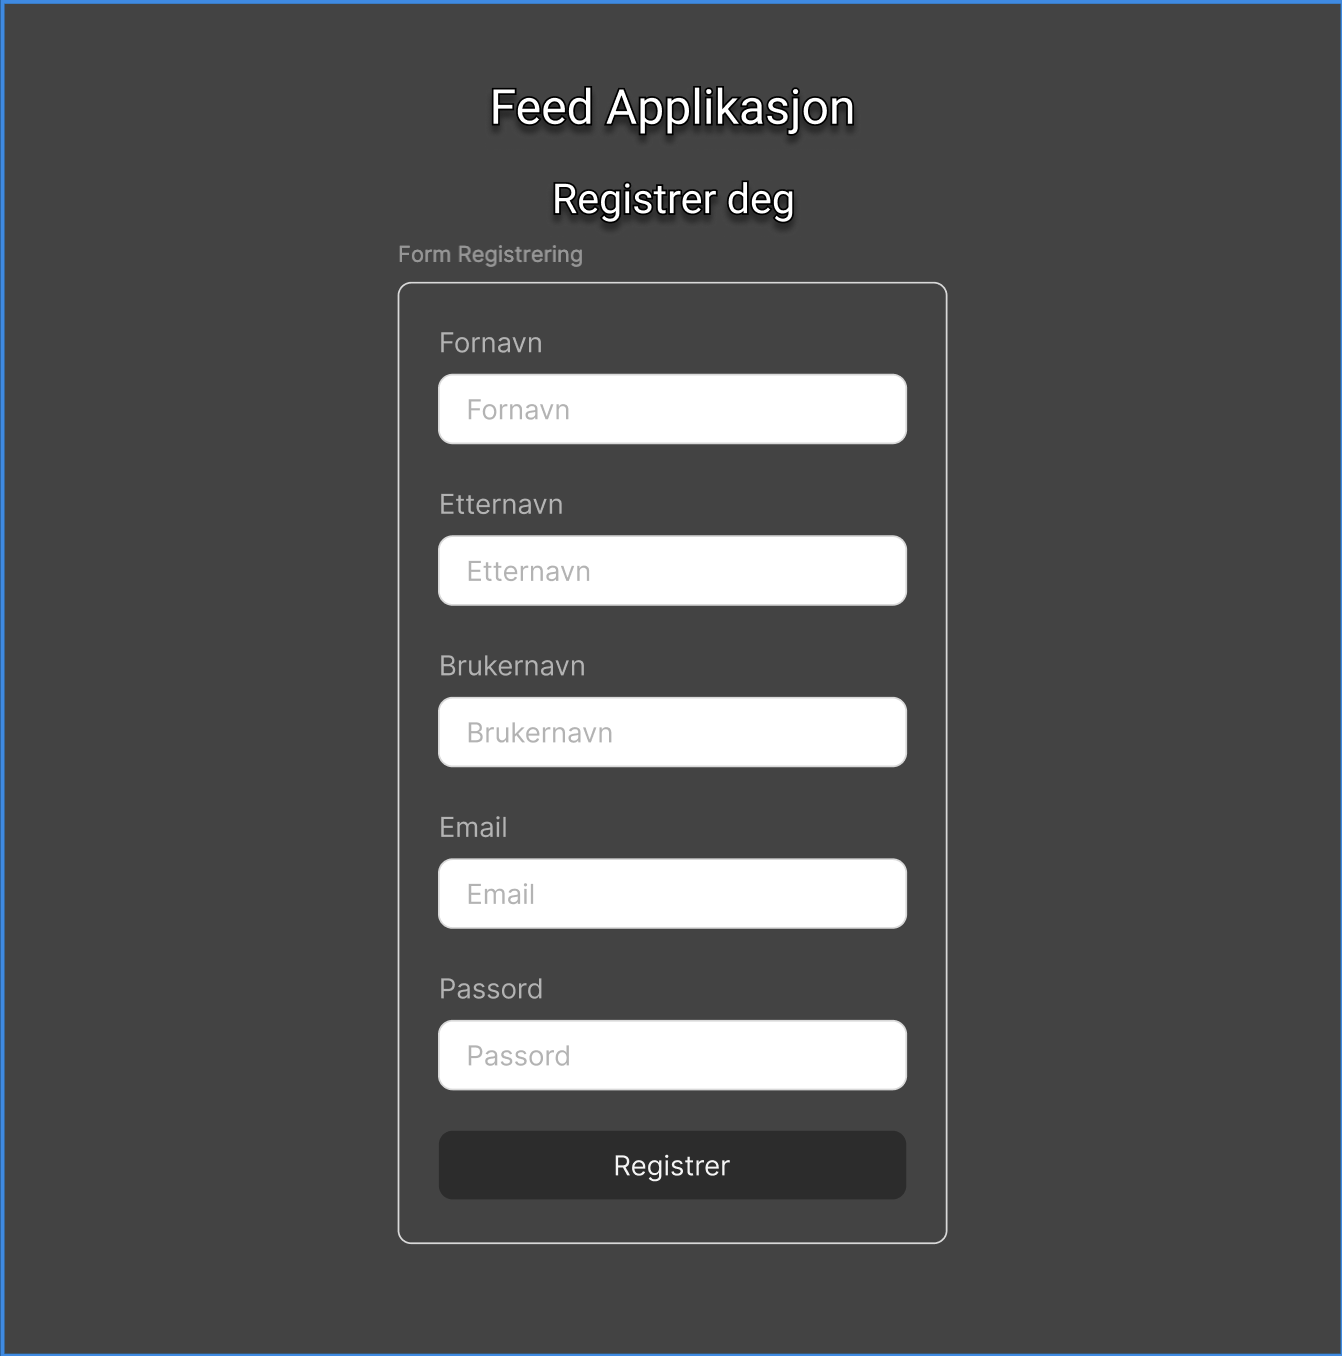 Feed Applikasjon
Registrer deg
Form Registrering
Fornavn
Fornavn
Etternavn
Etternavn
Brukernavn
Brukernavn
Email
Email
Passord
Passord
Registrer